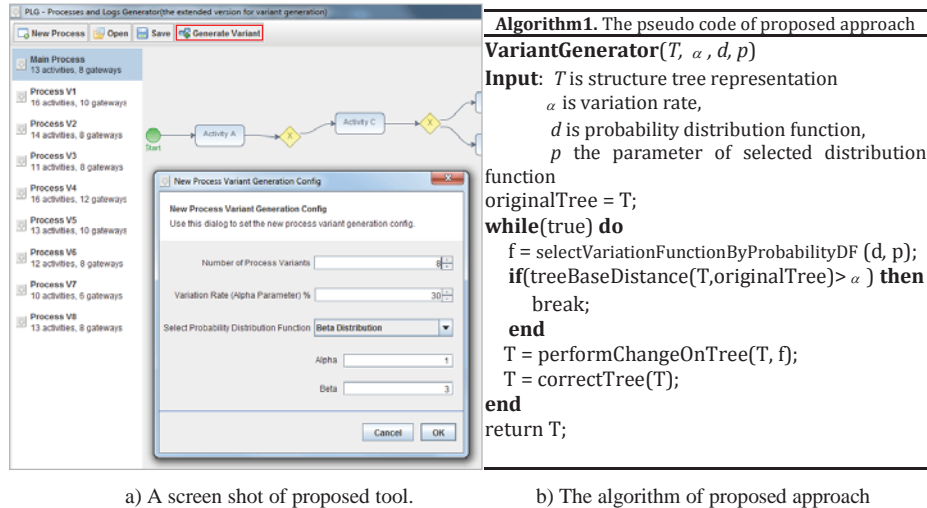 PLG - Processes and Logs Generator(the extended version for variant generation)
New Process Open Save Generate Variant
Main Process
13 activities, 8 gateways
Process V1
16 activities, 10 gateways
Process V2
14 activities, 8 gateways
Process V3
11 activities, 8 gateways
Process V4
16 activities, 12 gateways
Process V5
13 activities, 10 gateways
Process V6
12 activities, 8 gateways
Process V7
10 activities, 6 gateways
Process V8
13 activities, 8 gateways
Start
Activity A
X
Activity C
X
New Process Variant Generation Config
New Process Variant Generation Config
Use this dialog to set the new process variant generation config.
Number of Process Variants 8
Variation Rate (Alpha Parameter) % 30
Select Probability Distribution Function Beta Distribution
Alpha 1
Beta 3
Cancel OK
a) A screen shot of proposed tool.
Algorithm1. The pseudo code of proposed approach
VariantGenerator(T, α , d, p)
Input: T is structure tree representation
α is variation rate,
d is probability distribution function,
p the parameter of selected distribution
function
originalTree = T;
while(true) do
f = selectVariationFunctionByProbabilityDF (d, p);
if(treeBaseDistance(T,originalTree)> α ) then
break;
end
T = performChangeOnTree(T, f);
T = correctTree(T);
end
return T;
b) The algorithm of proposed approach